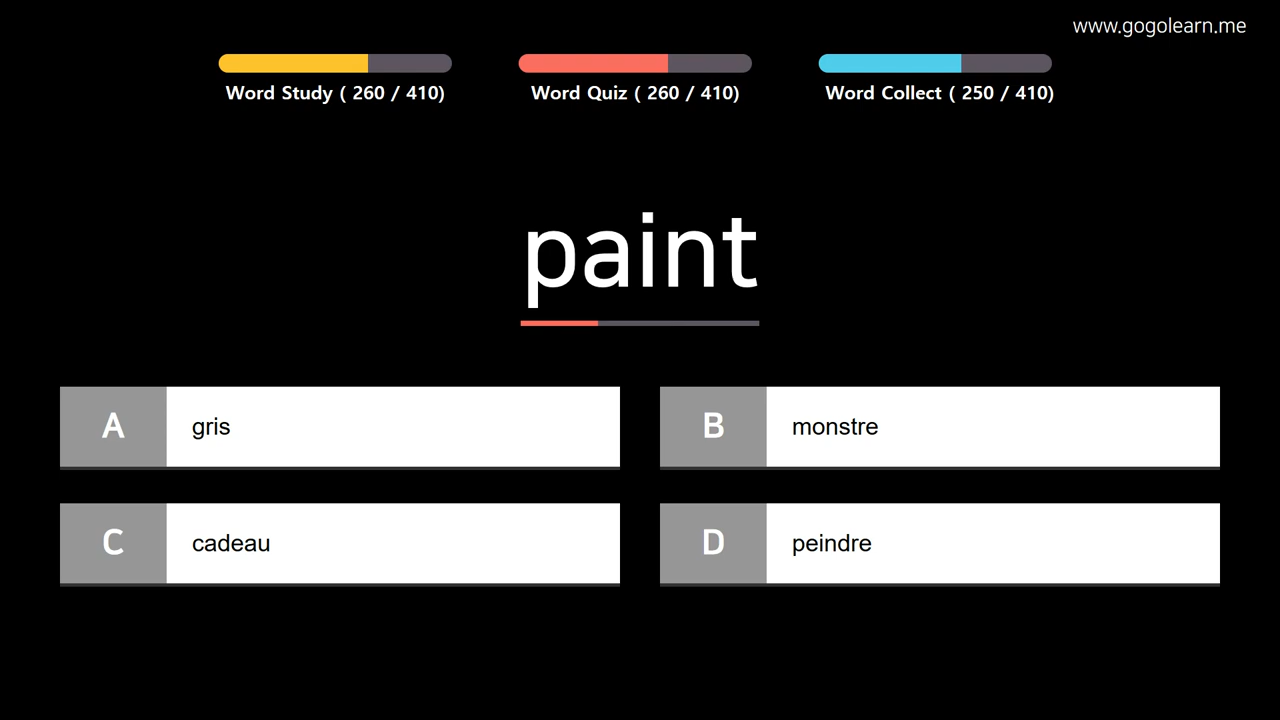 www.gogolearn.me
Word Study ( 260 / 410)
Word Quiz ( 260 / 410)
Word Collect ( 250 / 410)
paint
A
gris
B
monstre
C
cadeau
D
peindre